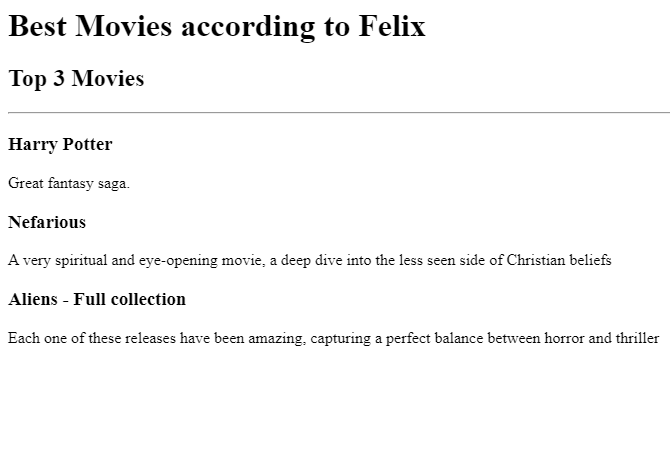 Best Movies according to Felix
Top 3 Movies
Harry Potter
Great fantasy saga.
Nefarious
A very spiritual and eye-opening movie, a deep dive into the less seen side of Christian beliefs
Aliens - Full collection
Each one of these releases have been amazing, capturing a perfect balance between horror and thriller